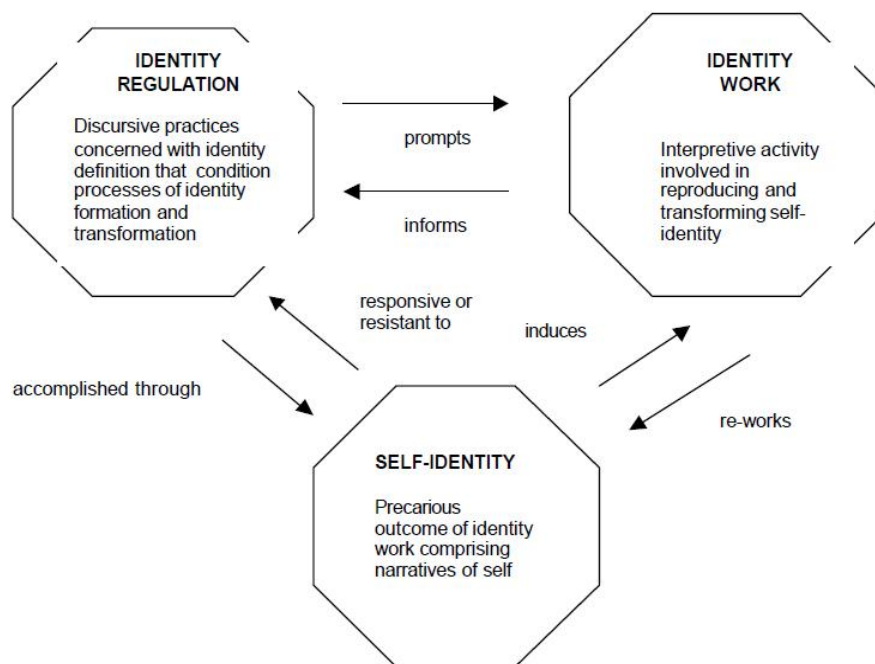 IDENTITY
REGULATION
Discursive practices
concerned with identity
definition that condition
processes of identity
formation and
transformation
prompts
informs
IDENTITY
WORK
Interpretive activity
involved in
reproducing and
transforming self-
identity
responsive or
resistant to
induces
accomplished through
re-works
SELF-IDENTITY
Precarious
outcome of identity
work comprising
narratives of self